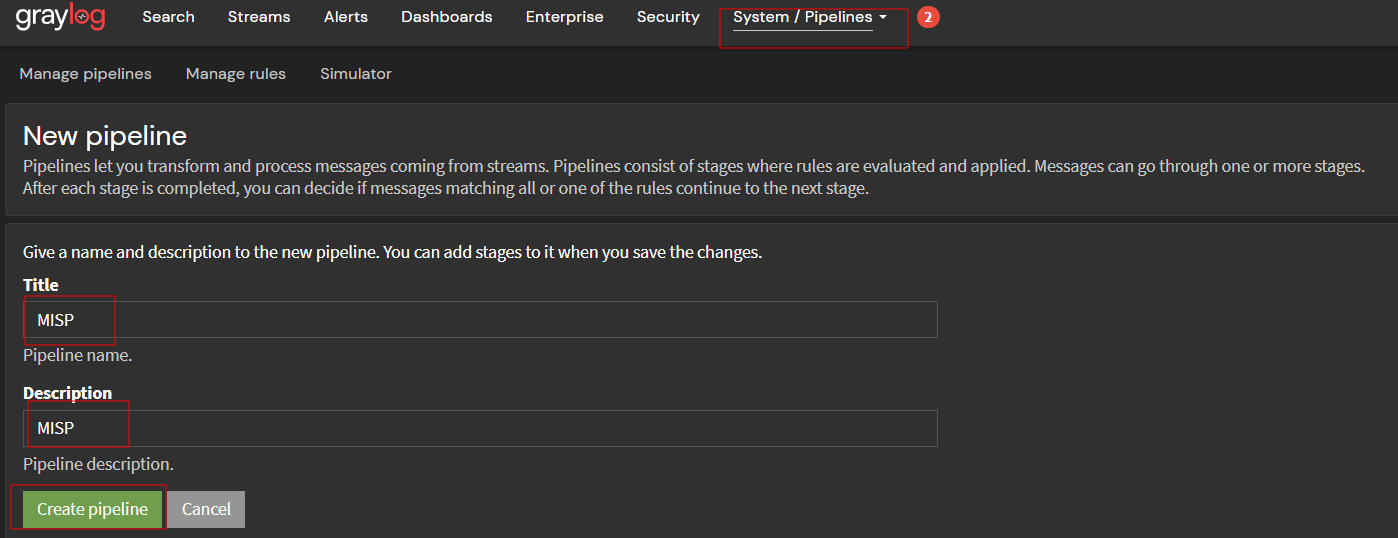 graylog Search Streams Alerts Dashboards Enterprise Security System / Pipelines 2
Manage pipelines Manage rules Simulator
New pipeline
Pipelines let you transform and process messages coming from streams. Pipelines consist of stages where rules are evaluated and applied. Messages can go through one or more stages.
After each stage is completed, you can decide if messages matching all or one of the rules continue to the next stage.
Give a name and description to the new pipeline. You can add stages to it when you save the changes.
Title
MISP
Pipeline name.
Description
MISP
Pipeline description.
Create pipeline Cancel